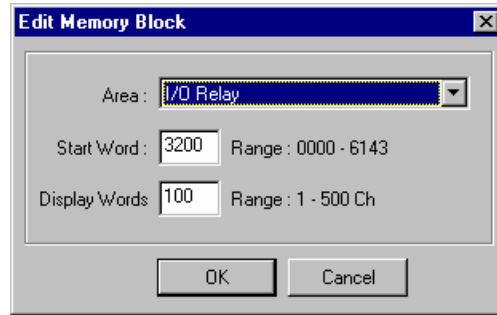 Edit Memory Block
Area : I/O Relay
Start Word : 3200 Range : 0000 - 6143
Display Words 100 Range : 1 - 500 Ch
OK Cancel